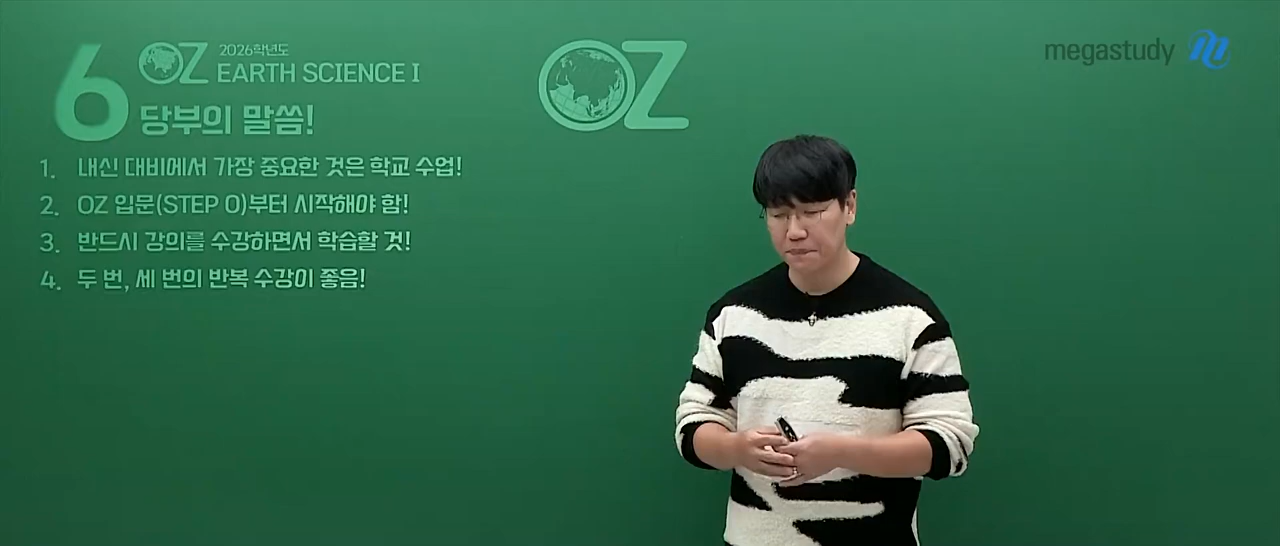 6
OZ 2026학년도
EARTH SCIENCE I
당부의 말씀!
1. 내신 대비에서 가장 중요한 것은 학교 수업!
2. OZ 입문(STEP 0)부터 시작해야 함!
3. 반드시 강의를 수강하면서 학습할 것!
4. 두 번, 세 번의 반복 수강이 좋음!
OZ
megastudy m